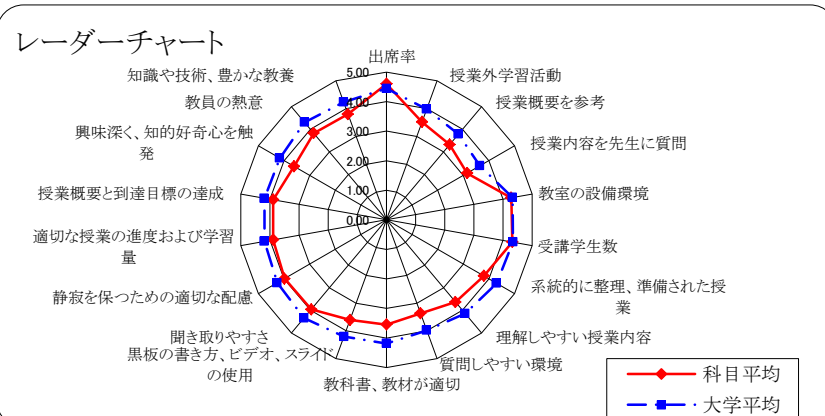 レーダーチャート
出席率
授業外学習活動
授業概要を参考
授業内容を先生に質問
教室の設備環境
受講学生数
系統的に整理、準備された授
業
理解しやすい授業内容
質問しやすい環境
教科書、教材が適切
黒板の書き方、ビデオ、スライド
の使用
聞き取りやすさ
静寂を保つための適切な配慮
適切な授業の進度および学習
量
授業概要と到達目標の達成
興味深く、知的好奇心を触
発
教員の熱意
知識や技術、豊かな教養
5.00
4.00
3.00
2.00
1.00
0.00
科目平均
大学平均